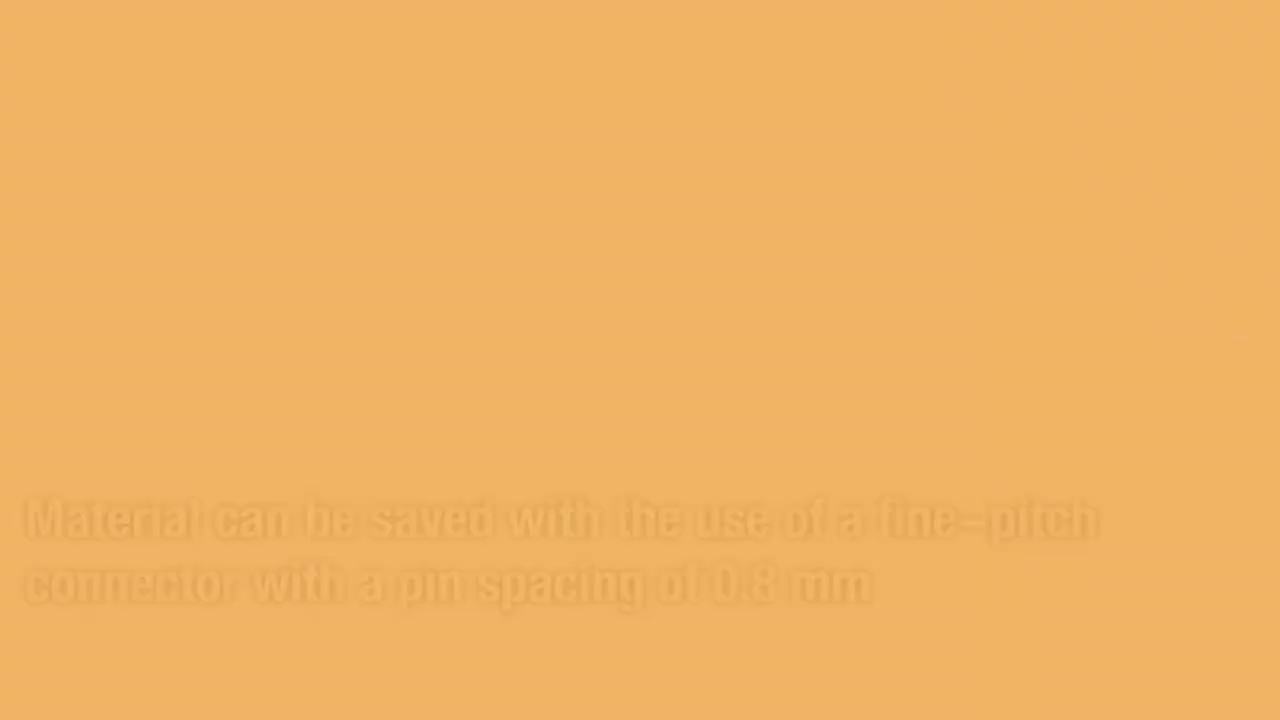 Material can be saved with the use of a fine-pitch
connector with a pin spacing of 0.8 mm